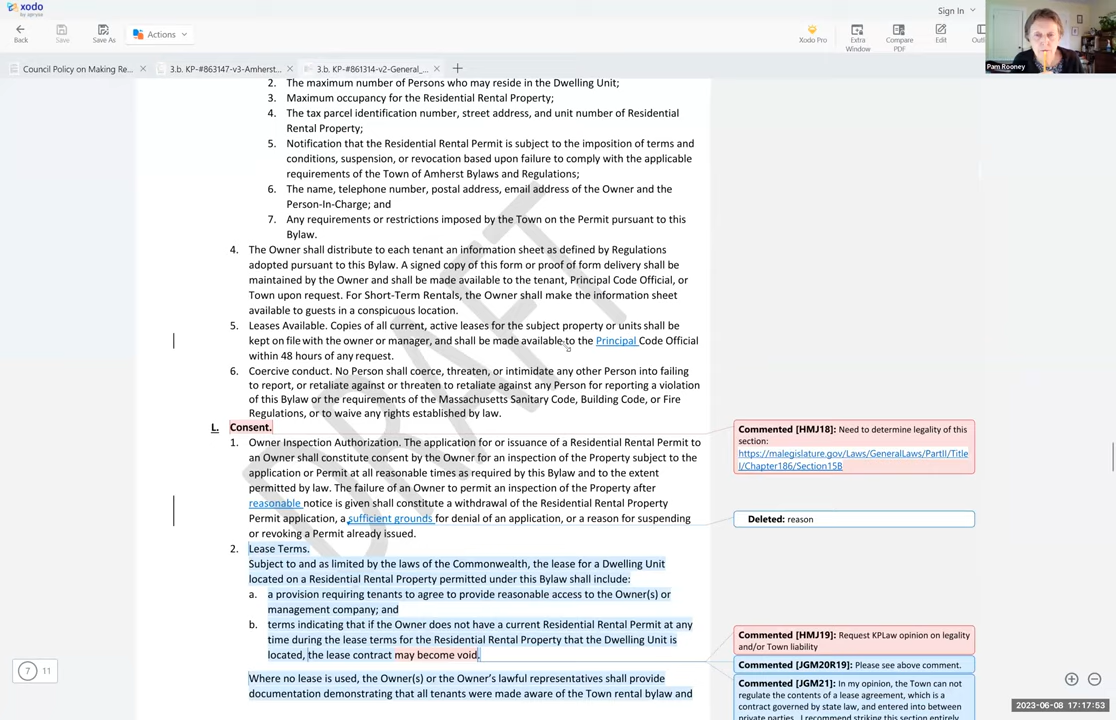 xodo
by apryse
Sign In
Back
Save
Save As
Actions
Xodo Pro
Extra Window
Compare PDF
Edit
Pam Rooney
Council Policy on Making Re...
3.b. KP-#863147-v3-Amherst...
3.b. KP-#861314-v2-General_...
2. The maximum number of Persons who may reside in the Dwelling Unit;
3. Maximum occupancy for the Residential Rental Property;
4. The tax parcel identification number, street address, and unit number of Residential
Rental Property;
5. Notification that the Residential Rental Permit is subject to the imposition of terms and
conditions, suspension, or revocation based upon failure to comply with the applicable
requirements of the Town of Amherst Bylaws and Regulations;
6. The name, telephone number, postal address, email address of the Owner and the
Person-In-Charge; and
7. Any requirements or restrictions imposed by the Town on the Permit pursuant to this
Bylaw.
4. The Owner shall distribute to each tenant an information sheet as defined by Regulations
adopted pursuant to this Bylaw. A signed copy of this form or proof of form delivery shall be
maintained by the Owner and shall be made available to the tenant, Principal Code Official, or
Town upon request. For Short-Term Rentals, the Owner shall make the information sheet
available to guests in a conspicuous location.
5. Leases Available. Copies of all current, active leases for the subject property or units shall be
kept on file with the owner or manager, and shall be made available to the Principal Code Official
within 48 hours of any request.
6. Coercive conduct. No Person shall coerce, threaten, or intimidate any other Person into failing
to report, or retaliate against or threaten to retaliate against any Person for reporting a violation
of this Bylaw or the requirements of the Massachusetts Sanitary Code, Building Code, or Fire
Regulations, or to waive any rights established by law.
L. Consent.
1. Owner Inspection Authorization. The application for or issuance of a Residential Rental Permit to
an Owner shall constitute consent by the Owner for an inspection of the Property subject to the
application or Permit at all reasonable times as required by this Bylaw and to the extent
permitted by law. The failure of an Owner to permit an inspection of the Property after
reasonable notice is given shall constitute a withdrawal of the Residential Rental Property
Permit application, a sufficient grounds for denial of an application, or a reason for suspending
or revoking a Permit already issued.
2. Lease Terms.
Subject to and as limited by the laws of the Commonwealth, the lease for a Dwelling Unit
located on a Residential Rental Property permitted under this Bylaw shall include:
a. a provision requiring tenants to agree to provide reasonable access to the Owner(s) or
management company; and
b. terms indicating that if the Owner does not have a current Residential Rental Permit at any
time during the lease terms for the Residential Rental Property that the Dwelling Unit is
located, the lease contract may become void.
Where no lease is used, the Owner(s) or the Owner's lawful representatives shall provide
documentation demonstrating that all tenants were made aware of the Town rental bylaw and
DRAFT
Commented [HMJ18]: Need to determine legality of this
section:
https://malegislature.gov/Laws/GeneralLaws/PartII/Title
I/Chapter186/Section15B
Deleted: reason
Commented [HMJ19]: Request KPLaw opinion on legality
and/or Town liability
Commented [JGM20R19]: Please see above comment.
Commented [JGM21]: In my opinion, the Town can not
regulate the contents of a lease agreement, which is a
contract governed by state law, and entered into between
private parties. I recommend striking this section entirely
7 11
2023-06-08 17:17:53